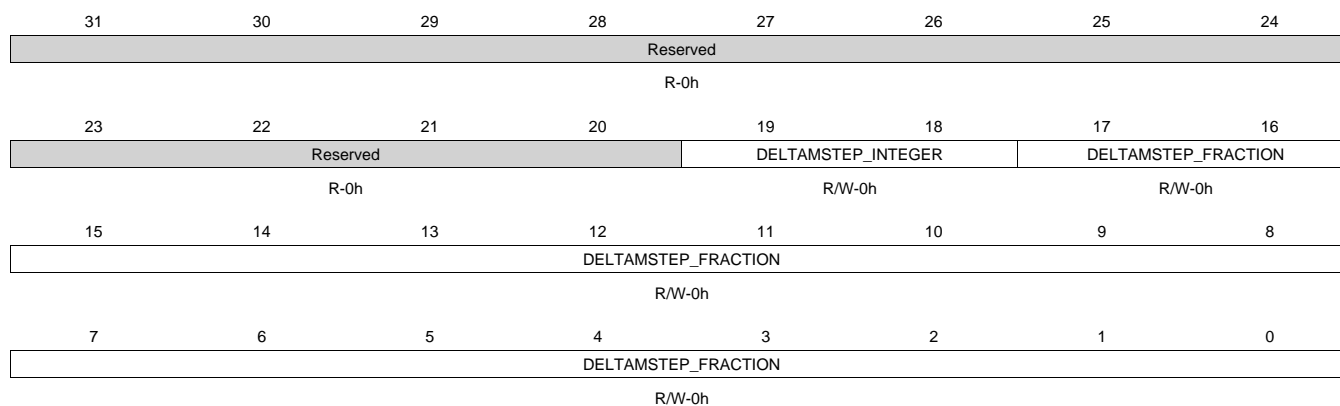 31 30 29 28 27 26 25 24
Reserved
R-0h
23 22 21 20 19 18 17 16
Reserved DELTAMSTEP_INTEGER DELTAMSTEP_FRACTION
R-0h R/W-0h R/W-0h
15 14 13 12 11 10 9 8
DELTAMSTEP_FRACTION
R/W-0h
7 6 5 4 3 2 1 0
DELTAMSTEP_FRACTION
R/W-0h